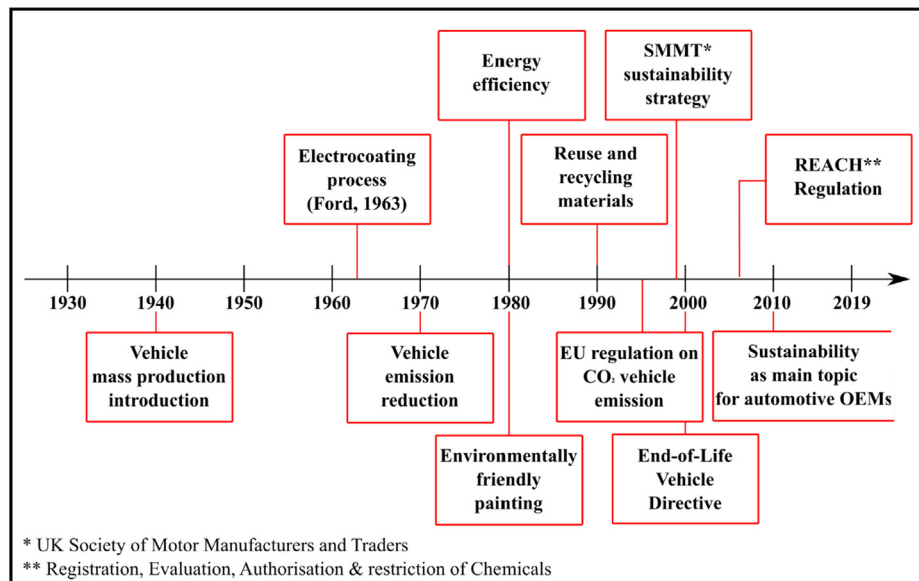 Energy
efficiency
SMMT*
sustainability
strategy
Electrocoating
process
(Ford, 1963)
Reuse and
recycling
materials
REACH**
Regulation
1930 1940 1950 1960 1970 1980 1990 2000 2010 2019
Vehicle
mass production
introduction
Vehicle
emission
reduction
EU regulation on
CO₂ vehicle
emission
Sustainability
as main topic
for automotive OEMs
Environmentally
friendly
painting
End-of-Life
Vehicle
Directive
* UK Society of Motor Manufacturers and Traders
** Registration, Evaluation, Authorisation & restriction of Chemicals